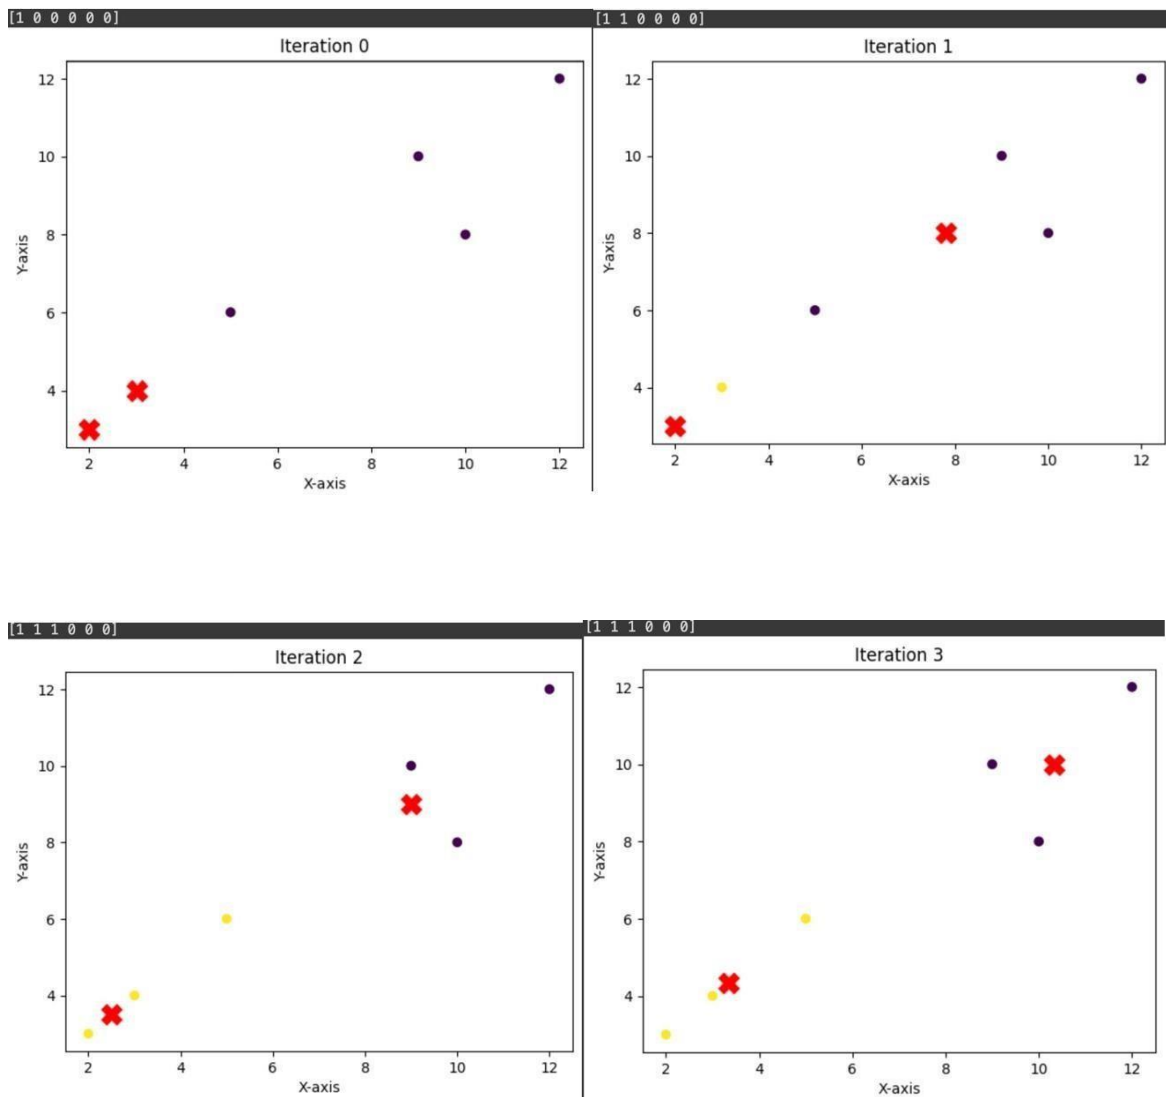 [1 0 0 0 0 0]
Iteration 0
12
10
8
6
4
Y-axis
2 4 6 8 10 12
X-axis
[1 1 0 0 0 0]
Iteration 1
12
10
8
6
4
Y-axis
2 4 6 8 10 12
X-axis
[1 1 1 0 0 0]
Iteration 2
12
10
8
6
4
Y-axis
2 4 6 8 10 12
X-axis
[1 1 1 0 0 0]
Iteration 3
12
10
8
6
4
Y-axis
2 4 6 8 10 12
X-axis